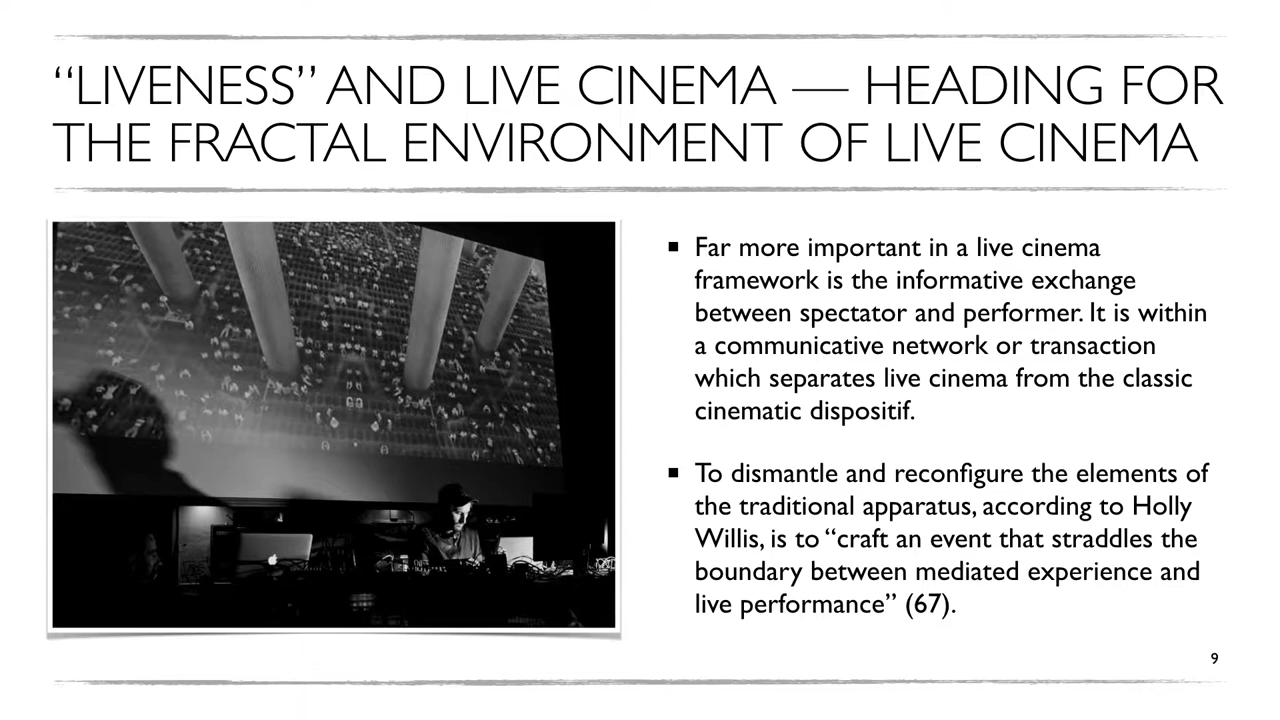 “LIVENESS” AND LIVE CINEMA — HEADING FOR
THE FRACTAL ENVIRONMENT OF LIVE CINEMA
Far more important in a live cinema
framework is the informative exchange
between spectator and performer. It is within
a communicative network or transaction
which separates live cinema from the classic
cinematic dispositif.
To dismantle and reconfigure the elements of
the traditional apparatus, according to Holly
Willis, is to “craft an event that straddles the
boundary between mediated experience and
live performance” (67).
9